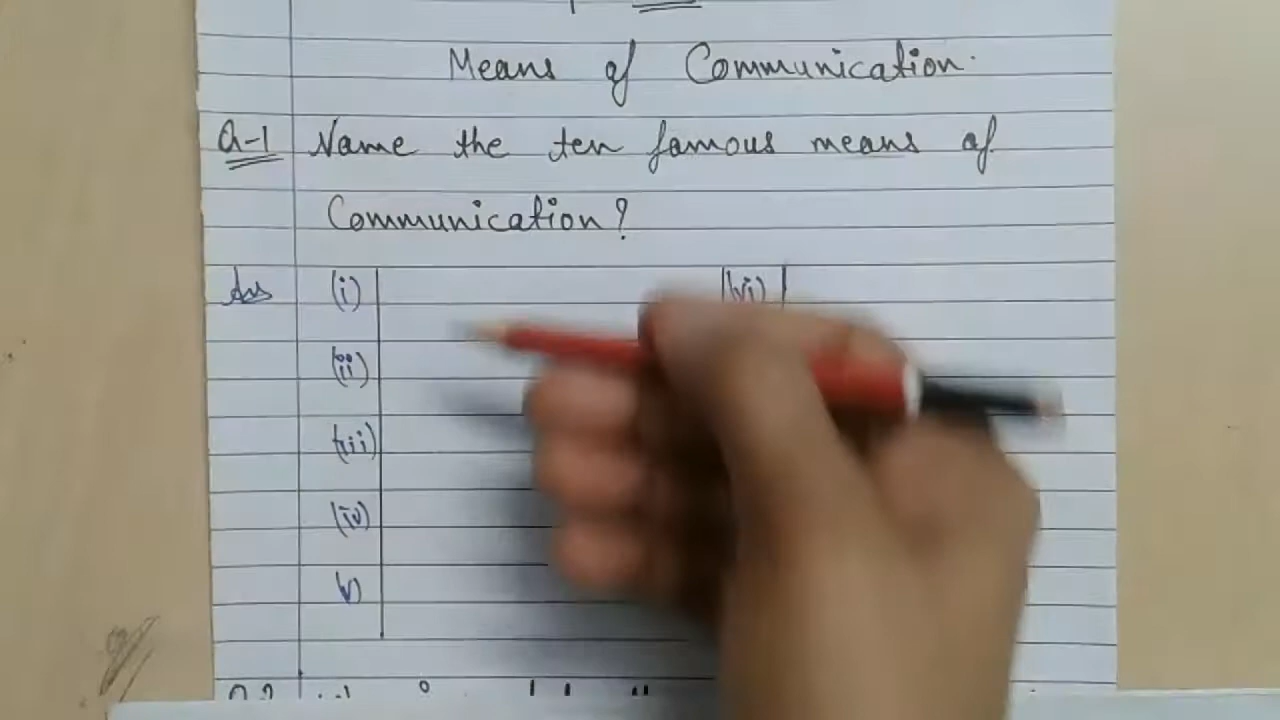 Means of Communication.
Q-1 Name the ten famous means of
Communication?
Ans (i) (vi)
(ii)
(iii)
(iv)
v)